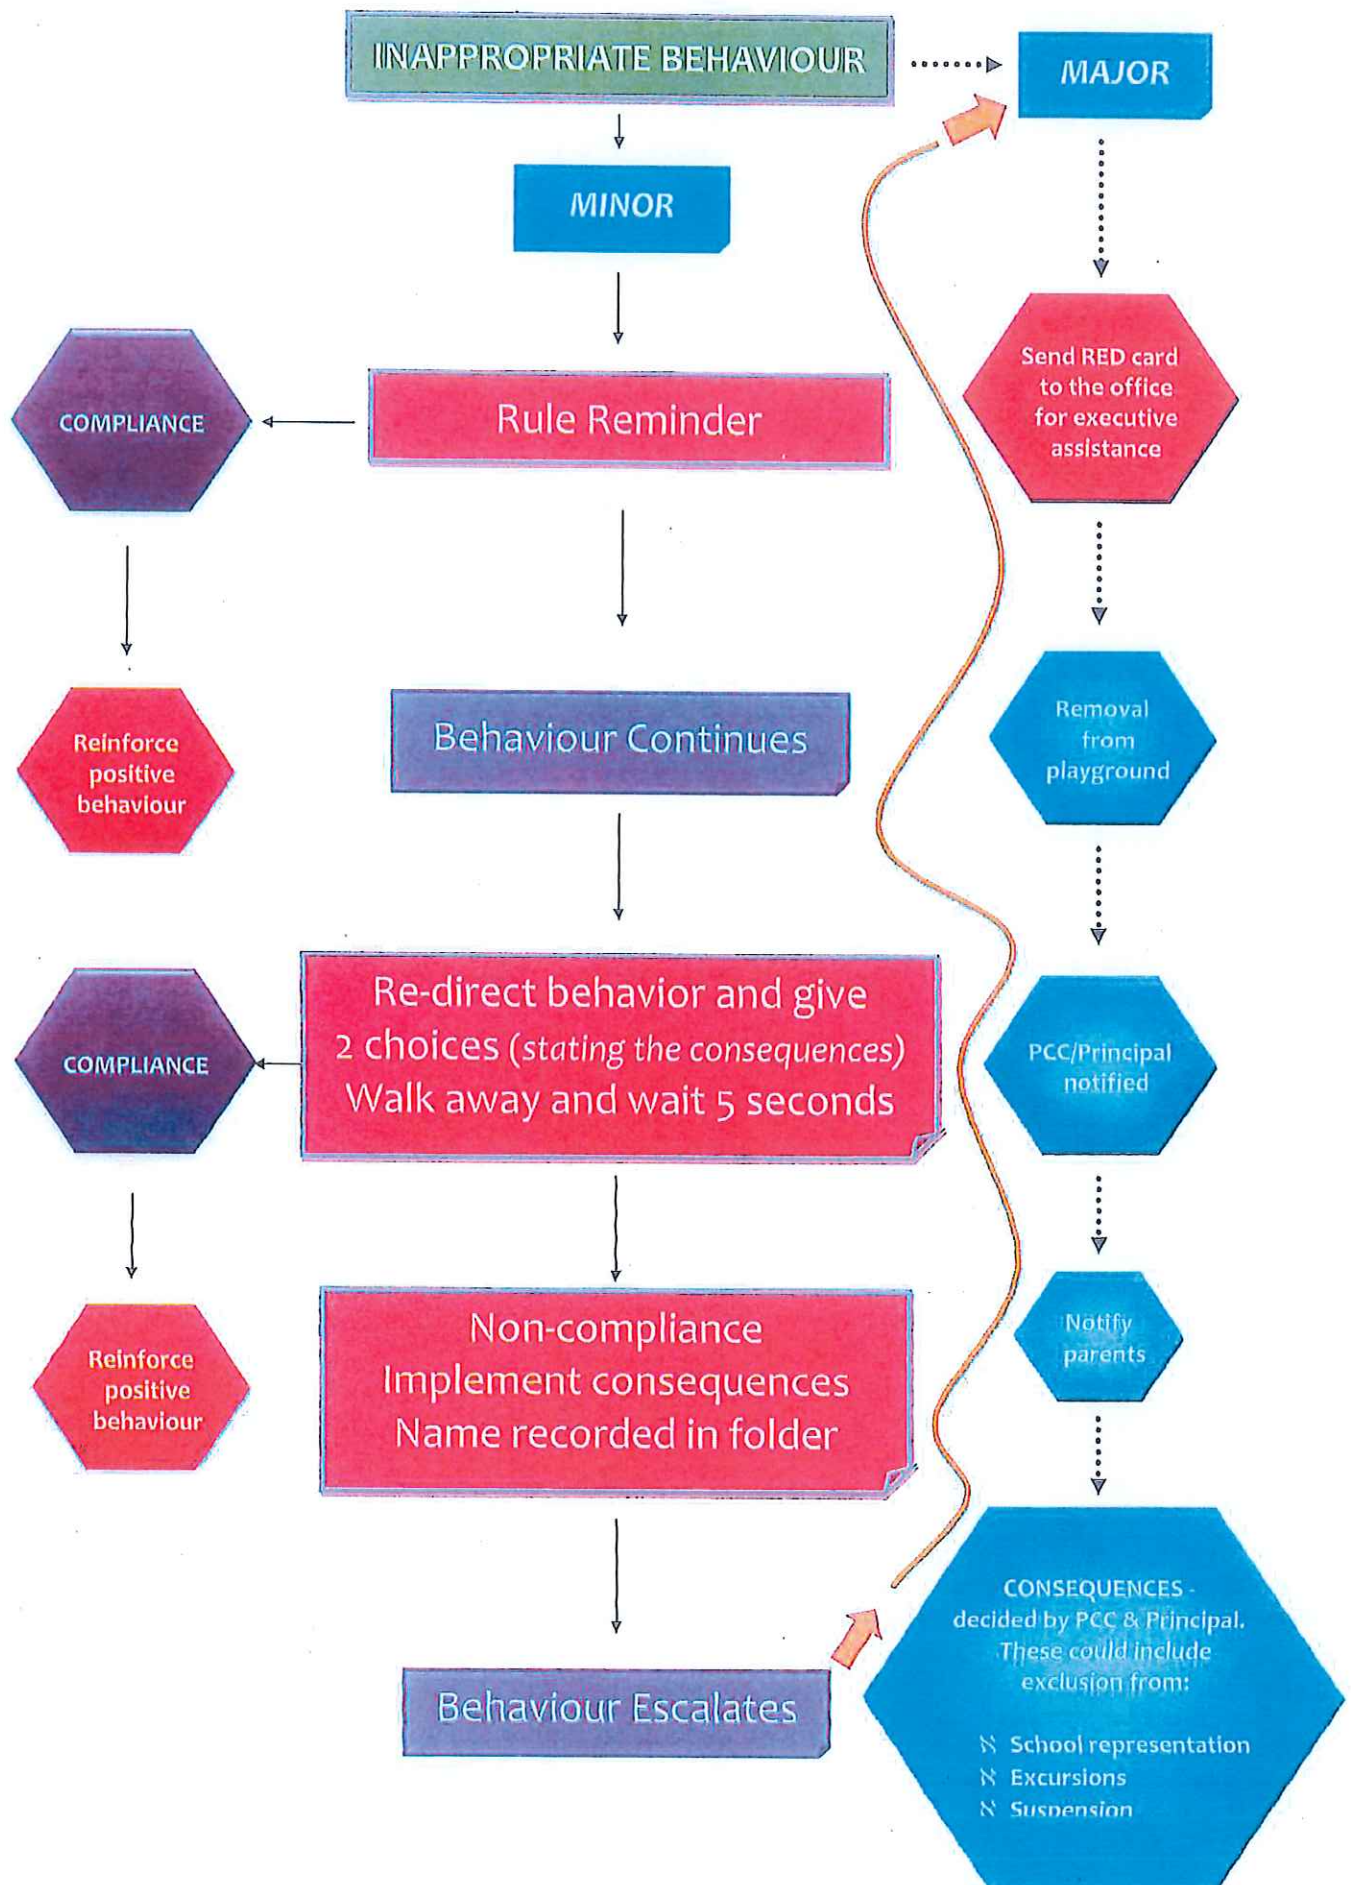 INAPPROPRIATE BEHAVIOUR
MAJOR
MINOR
Send RED card
to the office
for executive
assistance
COMPLIANCE
Rule Reminder
Reinforce
positive
behaviour
Behaviour Continues
Removal
from
playground
COMPLIANCE
Re-direct behavior and give
2 choices (stating the consequences)
Walk away and wait 5 seconds
PCC/Principal
notified
Reinforce
positive
behaviour
Non-compliance
Implement consequences
Name recorded in folder
Notify
parents
Behaviour Escalates
CONSEQUENCES -
decided by PCC & Principal.
These could include
exclusion from:
ℵ School representation
ℵ Excursions
ℵ Suspension